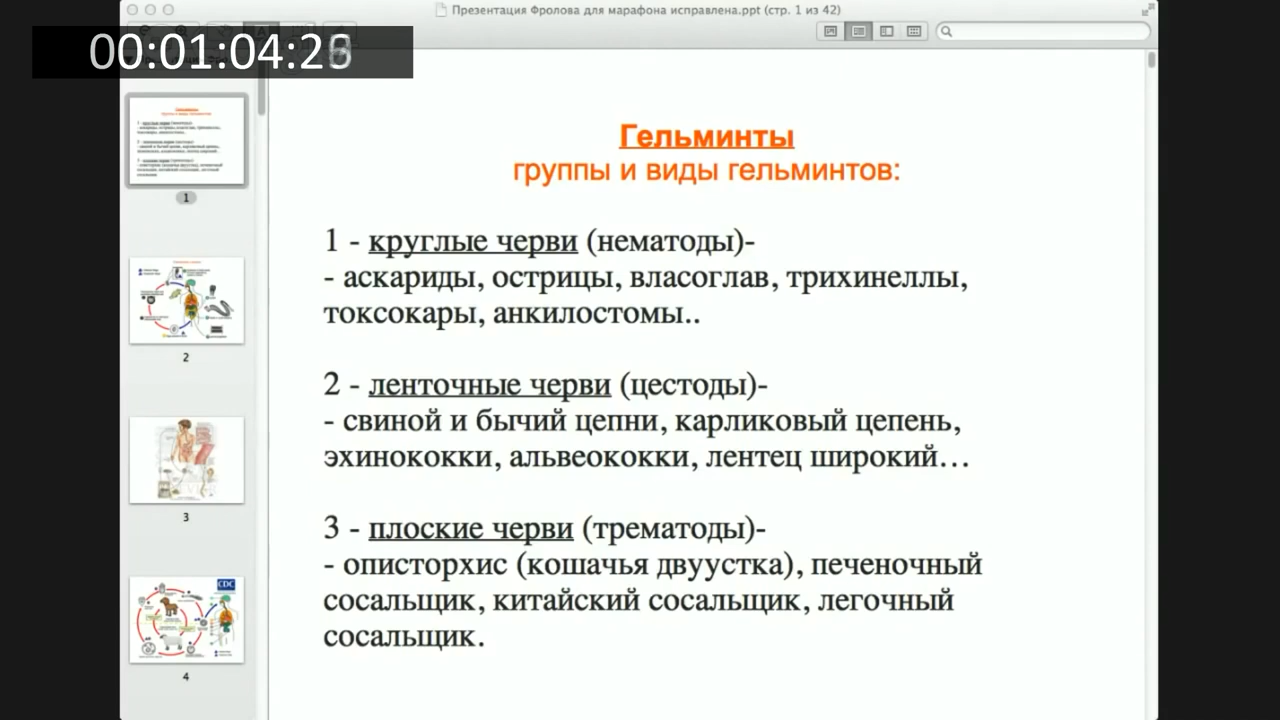 Презентация Фролова для марафона исправлена.ppt (стр. 1 из 42)
00:01:04:2
Гельминты
группы и виды гельминтов:
1 - круглые черви (нематоды)-
- аскариды, острицы, власоглав, трихинеллы,
токсокары, анкилостомы..
2 - ленточные черви (цестоды)-
- свиной и бычий цепни, карликовый цепень,
эхинококки, альвеококки, лентец широкий…
3 - плоские черви (трематоды)-
- описторхис (кошачья двуустка), печеночный
сосальщик, китайский сосальщик, легочный
сосальщик.
1
2
3
CDC
4